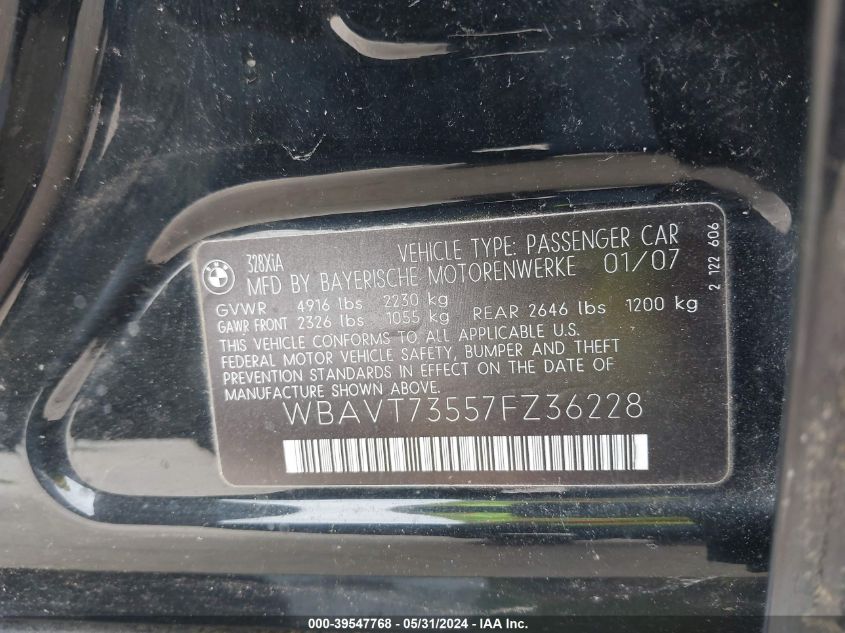 BMW
328XiA
VEHICLE TYPE: PASSENGER CAR
MFD BY BAYERISCHE MOTORENWERKE 01/07
GVWR 4916 lbs 2230 kg
GAWR FRONT 2326 lbs 1055 kg REAR 2646 lbs 1200 kg
THIS VEHICLE CONFORMS TO ALL APPLICABLE U.S.
FEDERAL MOTOR VEHICLE SAFETY, BUMPER AND THEFT
PREVENTION STANDARDS IN EFFECT ON THE DATE OF
MANUFACTURE SHOWN ABOVE.
WBAVT73557FZ36228
2 122 606
000-39547768 - 05/31/2024 - IAAI.COM